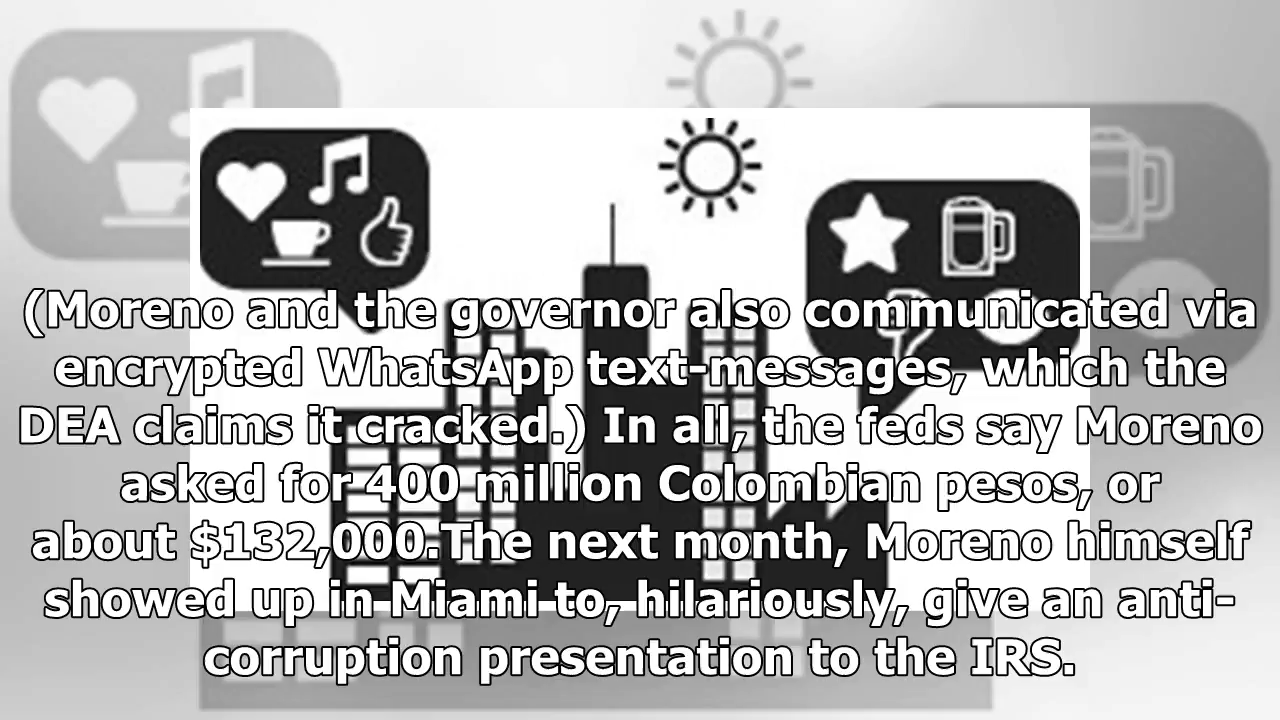 (Moreno and the governor also communicated via
encrypted WhatsApp text-messages, which the
DEA claims it cracked.) In all, the feds say Moreno
asked for 400 million Colombian pesos, or
about $132,000.The next month, Moreno himself
showed up in Miami to, hilariously, give an anti-
corruption presentation to the IRS.